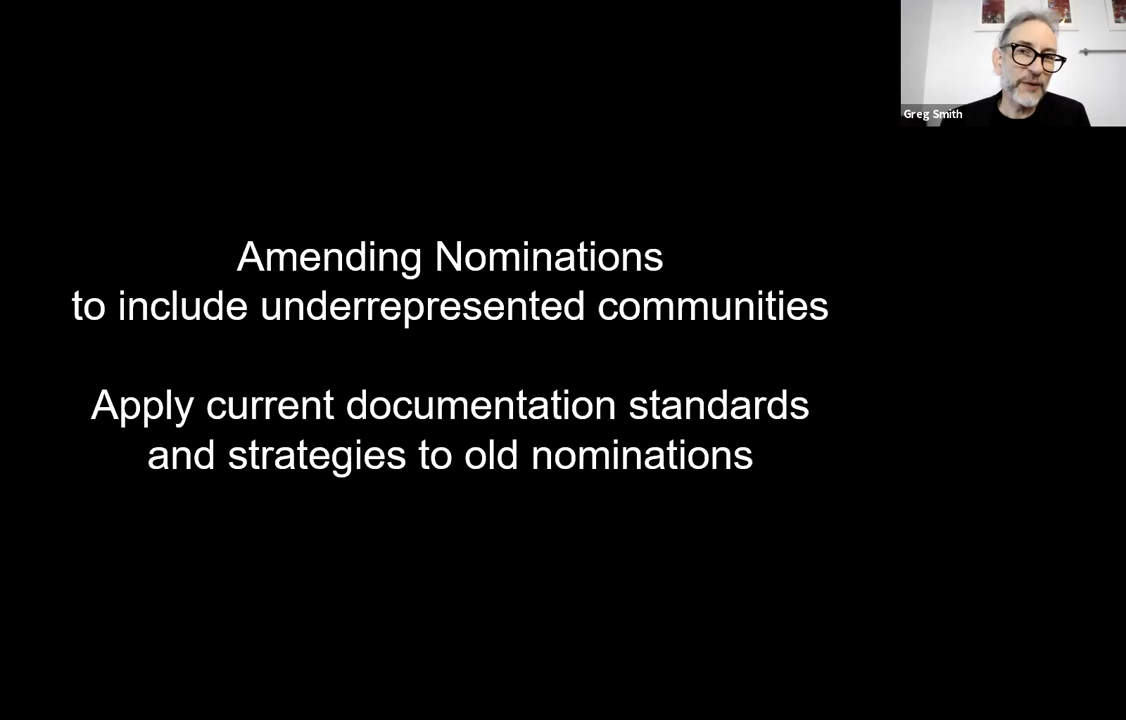 Greg Smith
Amending Nominations
to include underrepresented communities
Apply current documentation standards
and strategies to old nominations